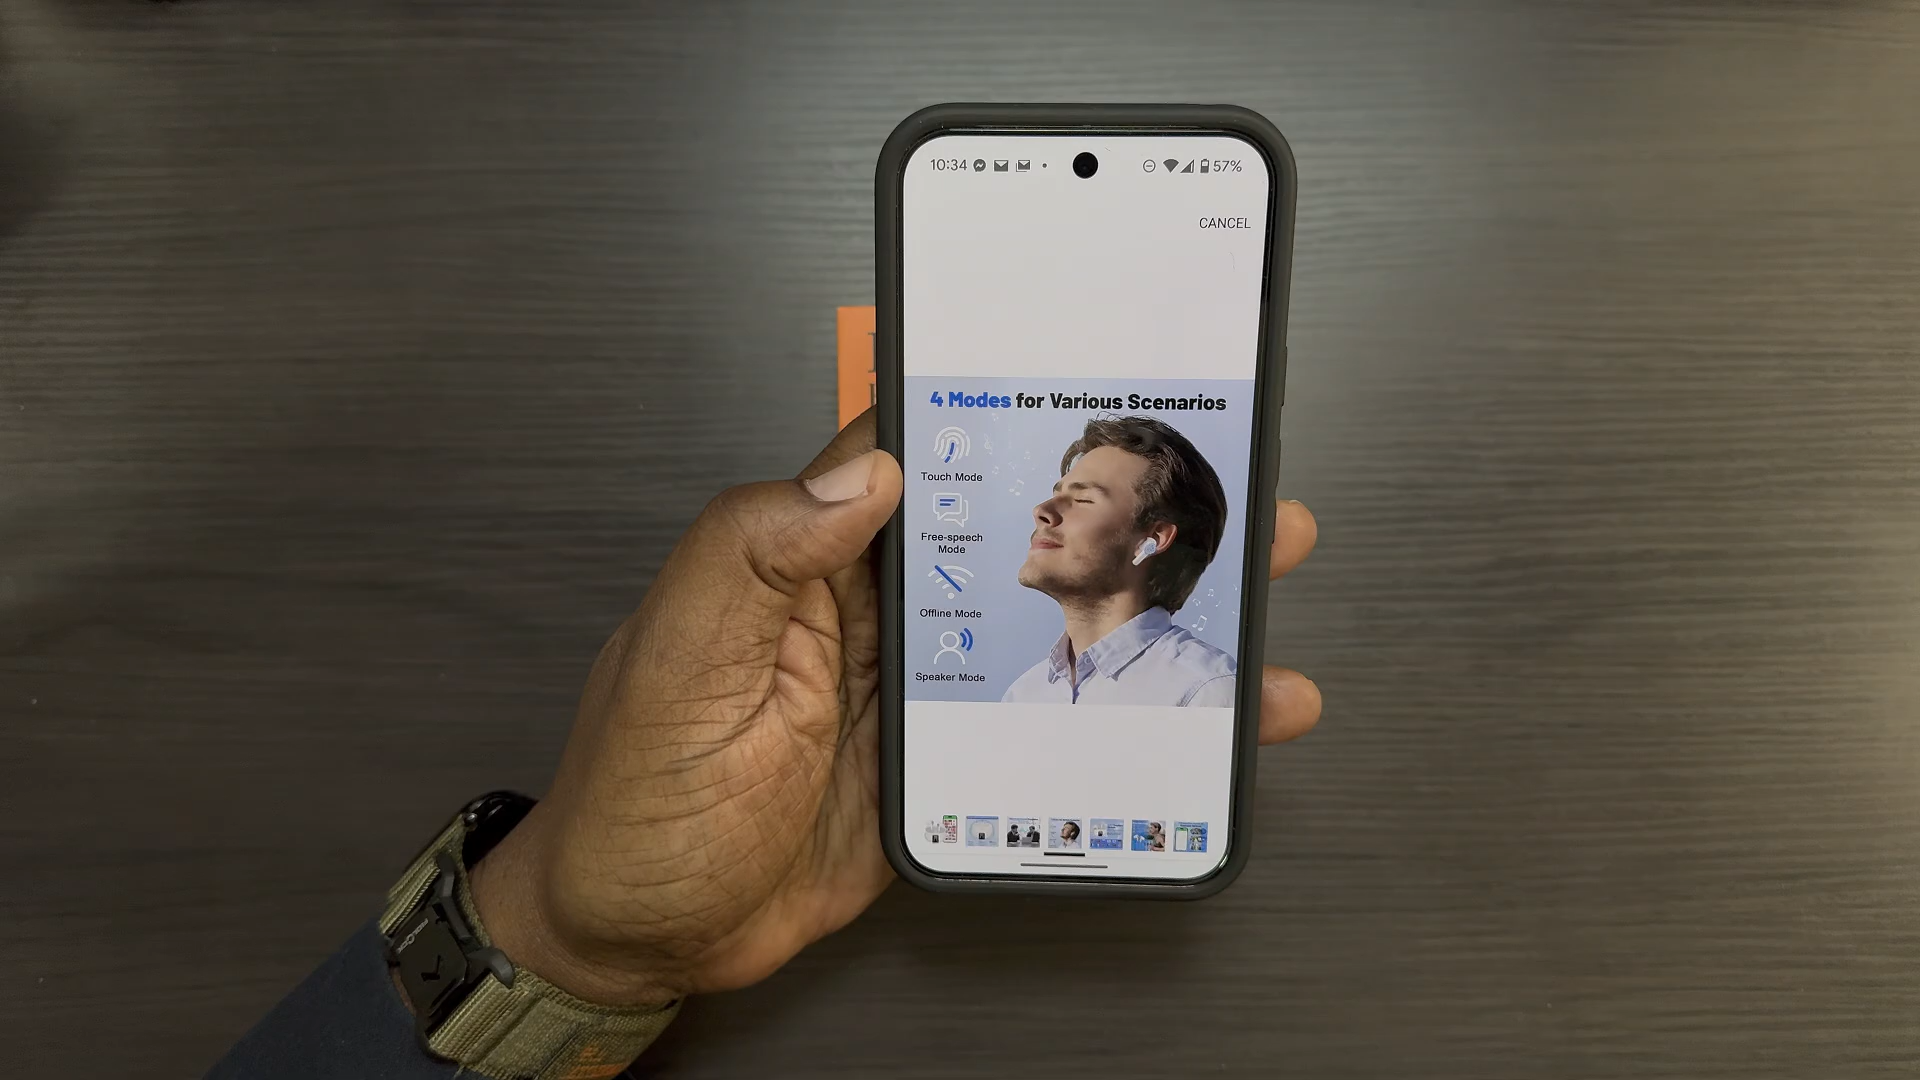 10:34
57%
CANCEL
4 Modes for Various Scenarios
Touch Mode
Free-speech
Mode
Offline Mode
Speaker Mode